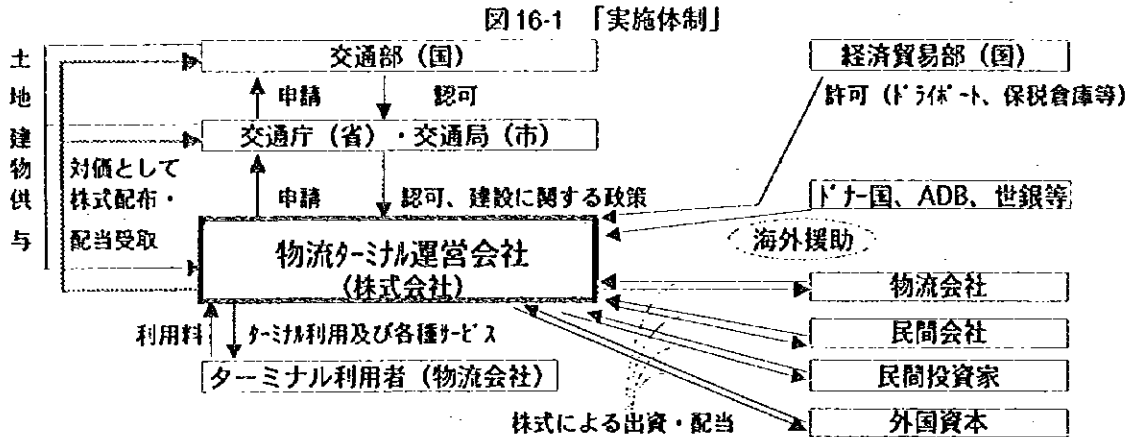 図16-1 「実施体制」
土地建物供与
交通部（国）
経済貿易部（国）
申請
認可
許可（ﾄﾞﾗｲﾎﾟｰﾄ、保税倉庫等）
交通庁（省）・交通局（市）
対価として
株式配布・
配当受取
申請
認可、建設に関する政策
ﾄﾞﾅｰ国、ADB、世銀等
海外援助
物流ﾀｰﾐﾅﾙ運営会社
（株式会社）
物流会社
利用料
ﾀｰﾐﾅﾙ利用及び各種ｻｰﾋﾞｽ
民間会社
ターミナル利用者（物流会社）
民間投資家
株式による出資・配当
外国資本